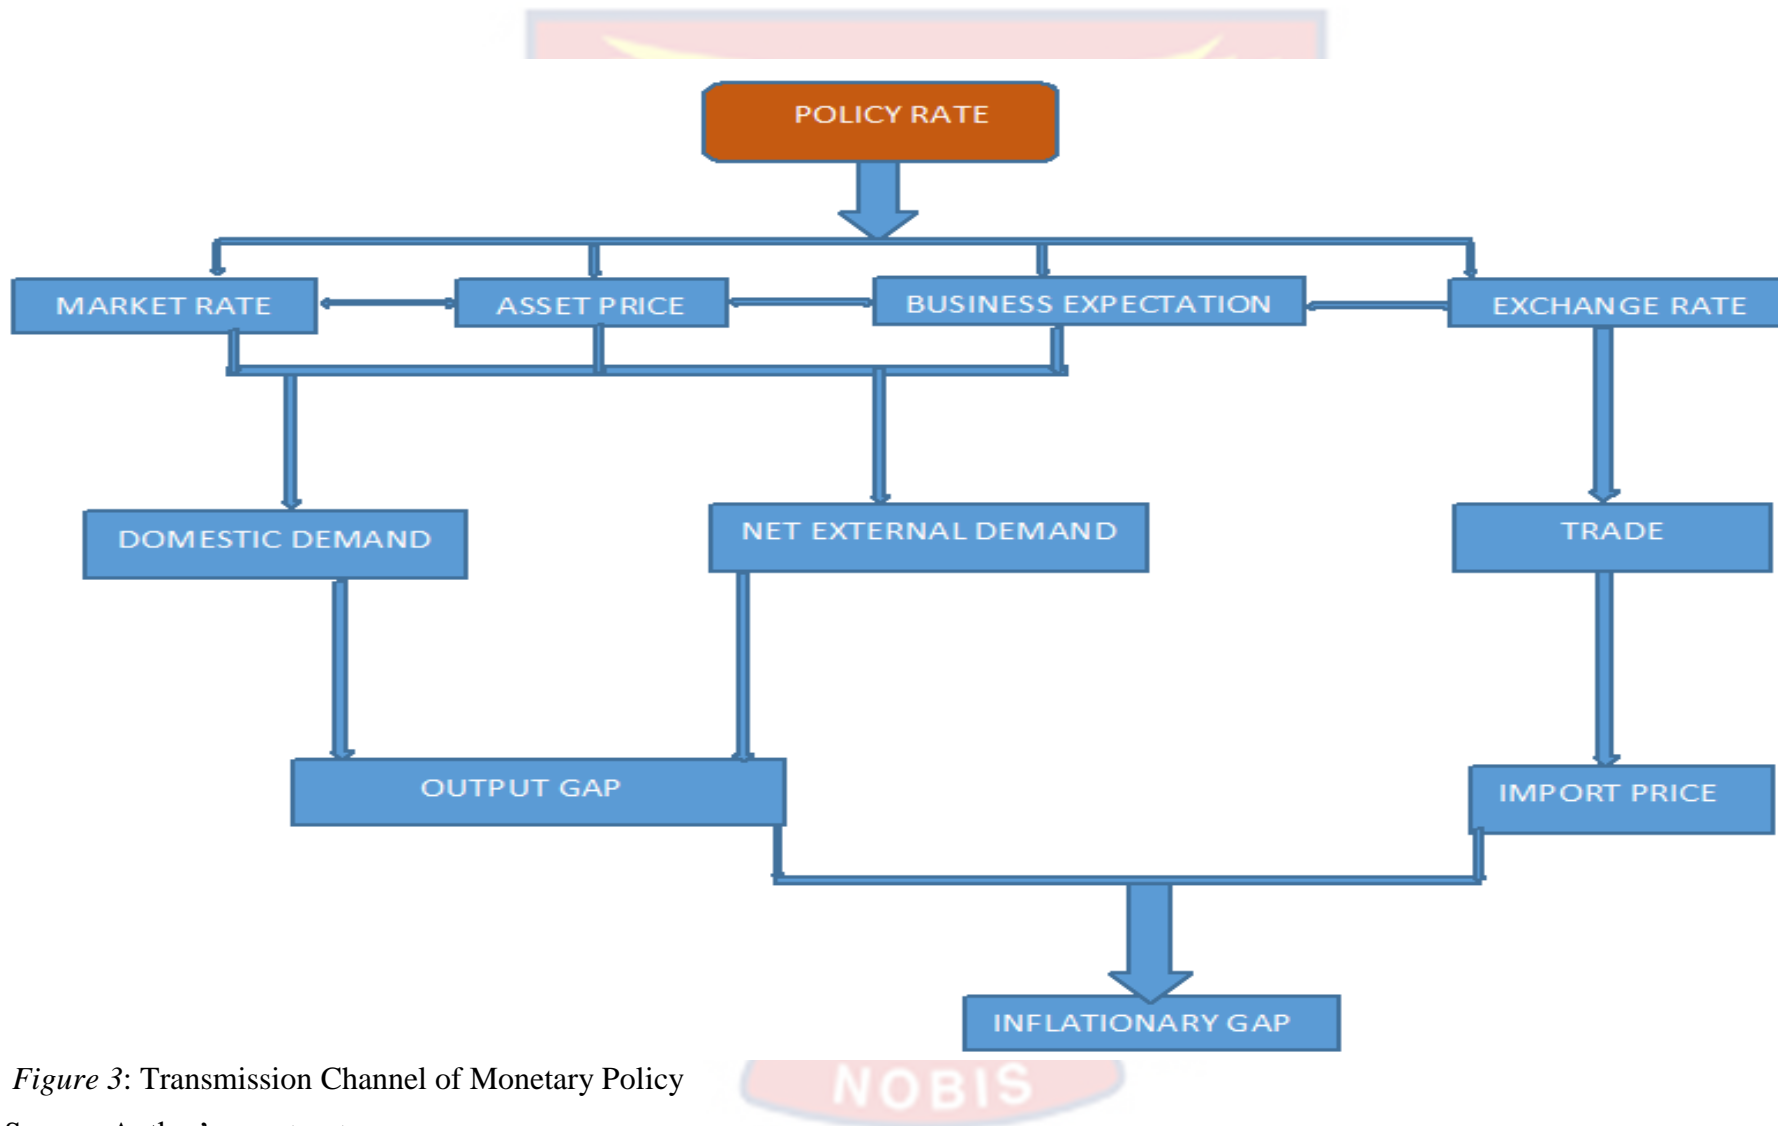 POLICY RATE
MARKET RATE
ASSET PRICE
BUSINESS EXPECTATION
EXCHANGE RATE
DOMESTIC DEMAND
NET EXTERNAL DEMAND
TRADE
OUTPUT GAP
IMPORT PRICE
INFLATIONARY GAP
Figure 3: Transmission Channel of Monetary Policy
NOBIS